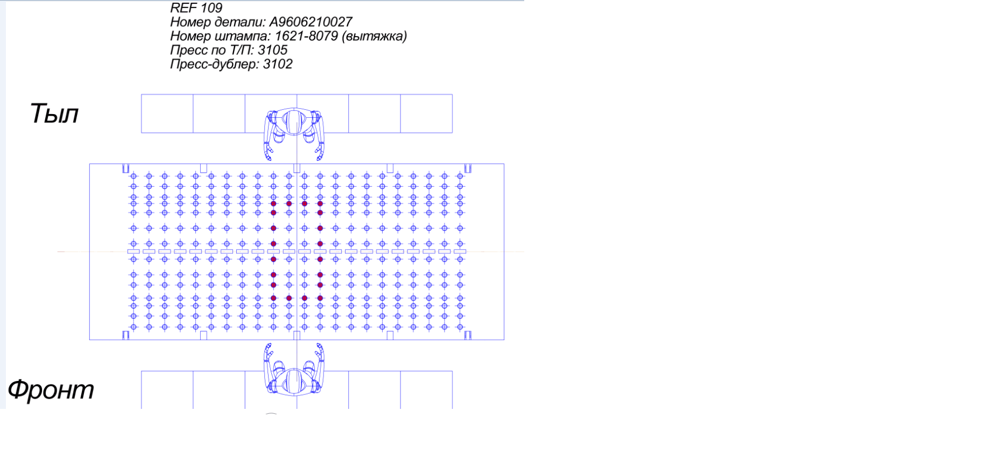 REF 109
Номер детали: A9606210027
Номер штампа: 1621-8079 (вытяжка)
Пресс по Т/П: 3105
Пресс-дублер: 3102
Тыл
Фронт